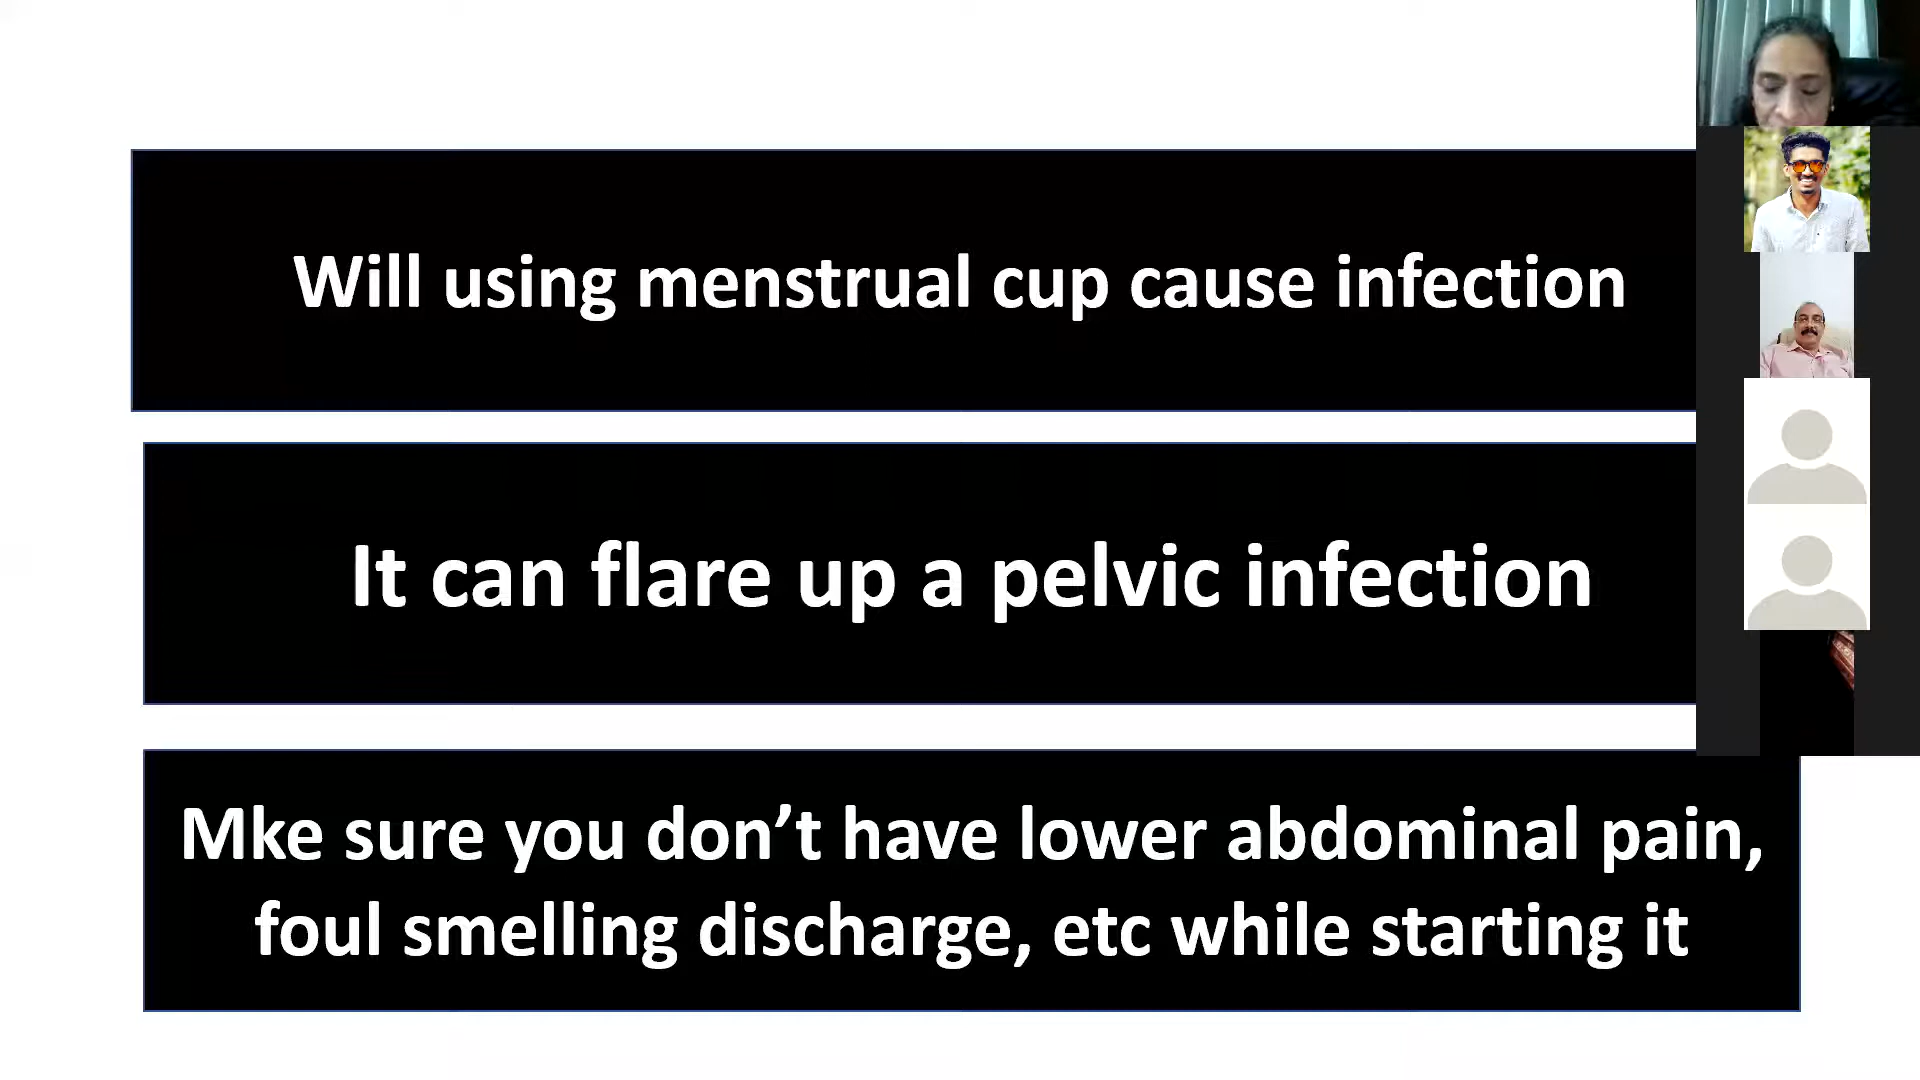 Will using menstrual cup cause infection
It can flare up a pelvic infection
Mke sure you don’t have lower abdominal pain,
foul smelling discharge, etc while starting it